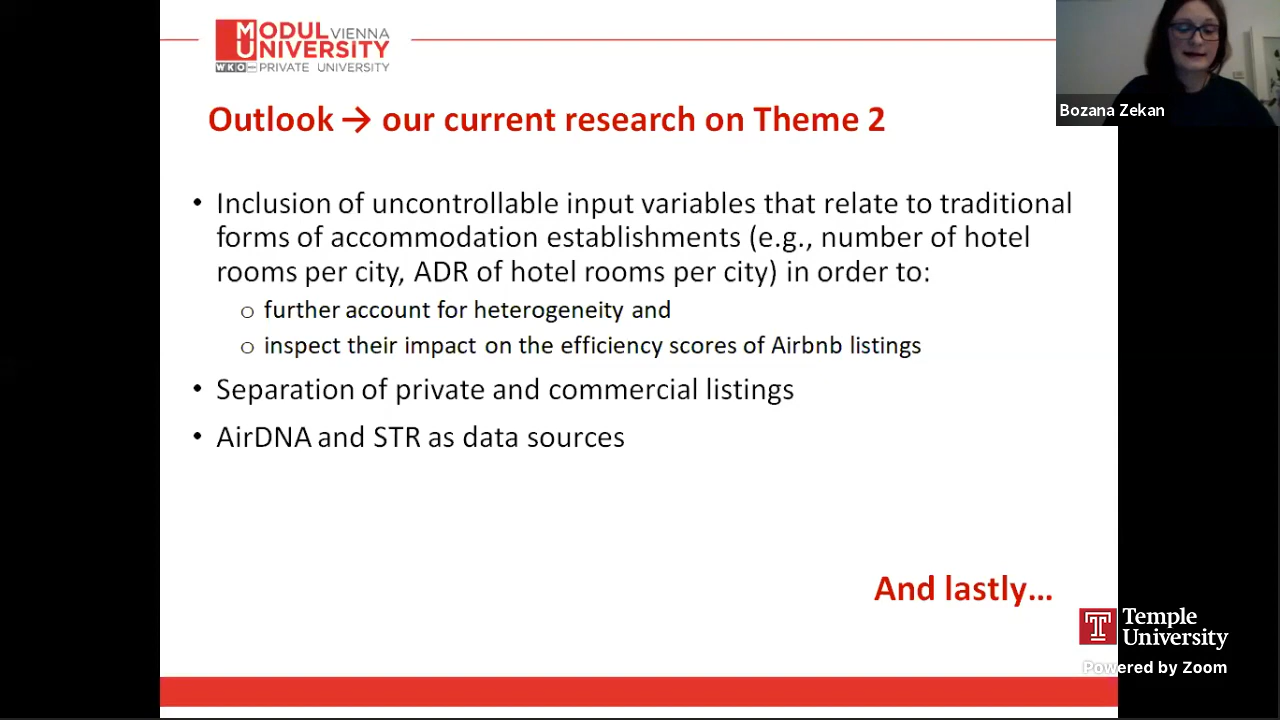 MODUL VIENNA
UNIVERSITY
WKO PRIVATE UNIVERSITY
Bozana Zekan
Outlook → our current research on Theme 2
• Inclusion of uncontrollable input variables that relate to traditional
forms of accommodation establishments (e.g., number of hotel
rooms per city, ADR of hotel rooms per city) in order to:
o further account for heterogeneity and
o inspect their impact on the efficiency scores of Airbnb listings
• Separation of private and commercial listings
• AirDNA and STR as data sources
And lastly...
T Temple
University
Powered by Zoom